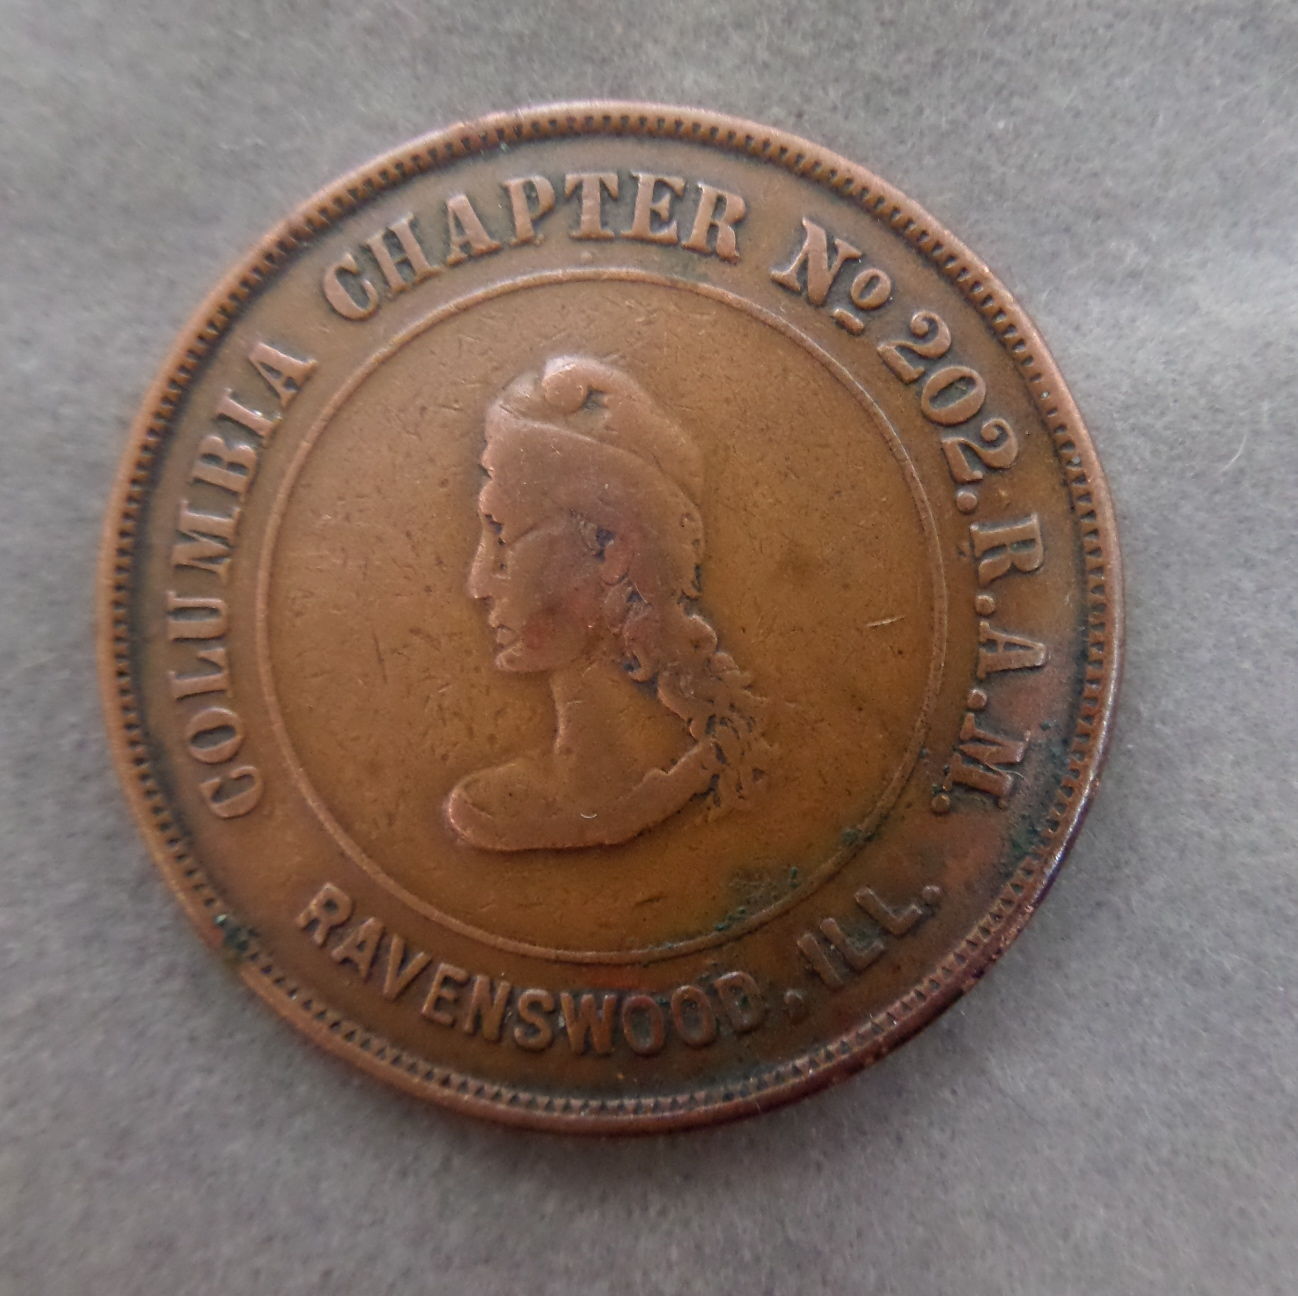 COLUMBIA CHAPTER No 202. R.A.M.
RAVENSWOOD, ILL.